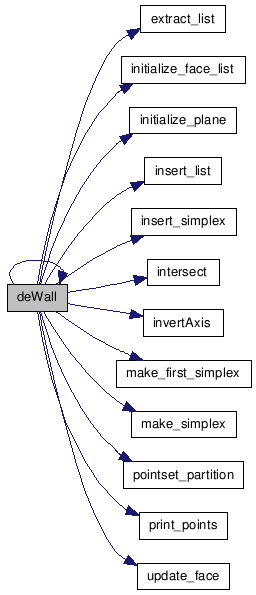 extract_list
initialize_face_list
initialize_plane
insert_list
insert_simplex
intersect
deWall
invertAxis
make_first_simplex
make_simplex
pointset_partition
print_points
update_face